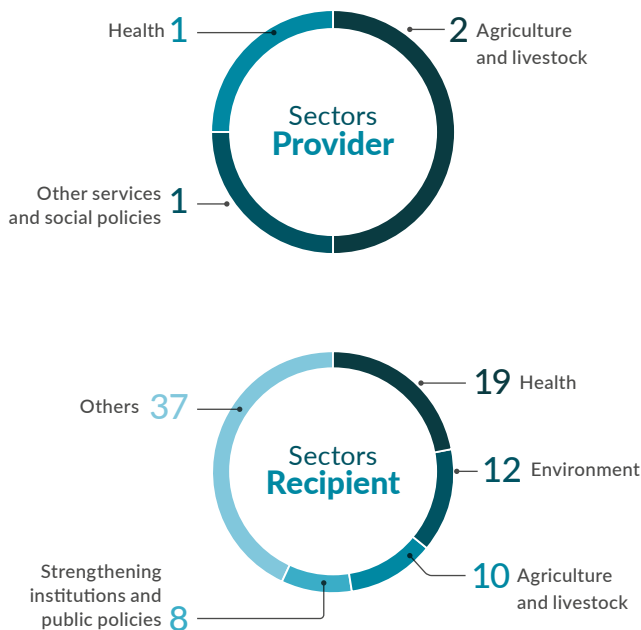 Health 1
2 Agriculture
and livestock
Sectors
Provider
Other services
and social policies 1
Sectors
Recipient
19 Health
Others 37
12 Environment
10 Agriculture
and livestock
Strengthening
institutions and
public policies 8